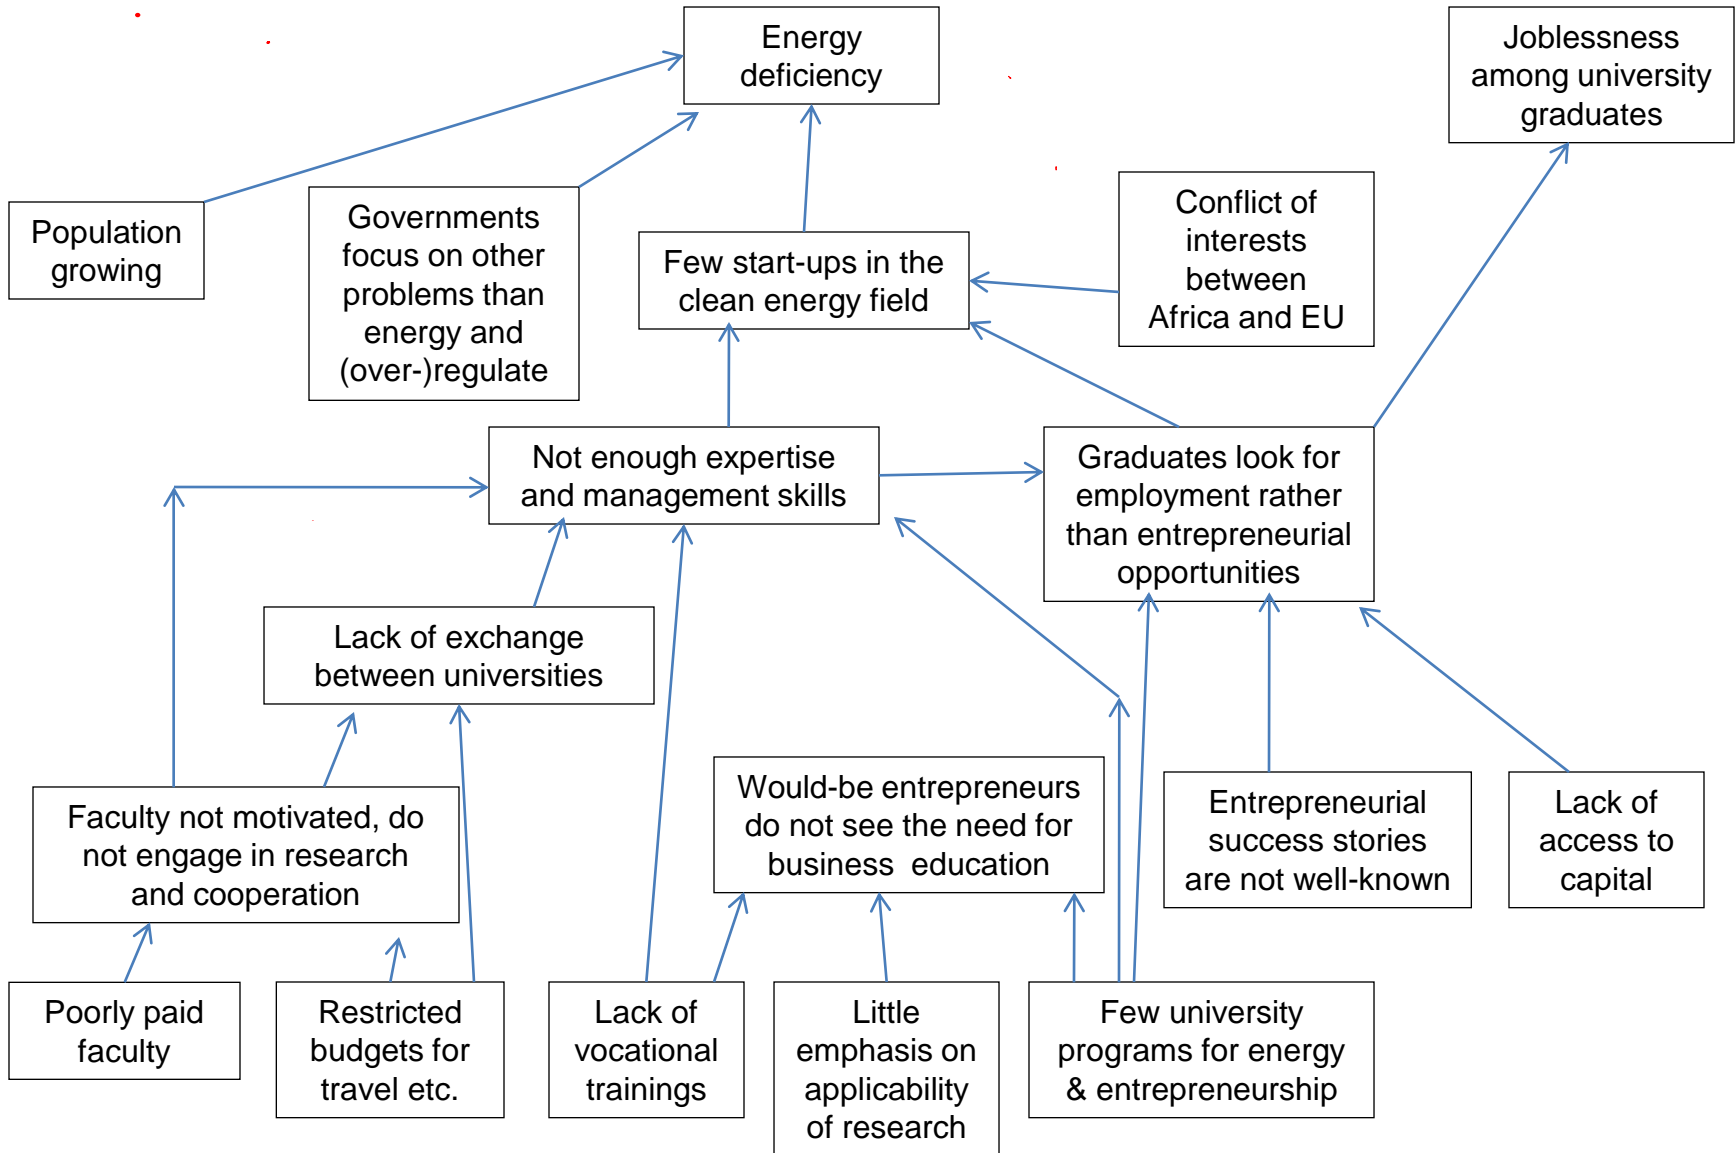 Energy
deficiency
Joblessness
among university
graduates
Population
growing
Governments
focus on other
problems than
energy and
(over-)regulate
Few start-ups in the
clean energy field
Conflict of
interests
between
Africa and EU
Not enough expertise
and management skills
Graduates look for
employment rather
than entrepreneurial
opportunities
Lack of exchange
between universities
Faculty not motivated, do
not engage in research
and cooperation
Would-be entrepreneurs
do not see the need for
business education
Entrepreneurial
success stories
are not well-known
Lack of
access to
capital
Poorly paid
faculty
Restricted
budgets for
travel etc.
Lack of
vocational
trainings
Little
emphasis on
applicability
of research
Few university
programs for energy
& entrepreneurship